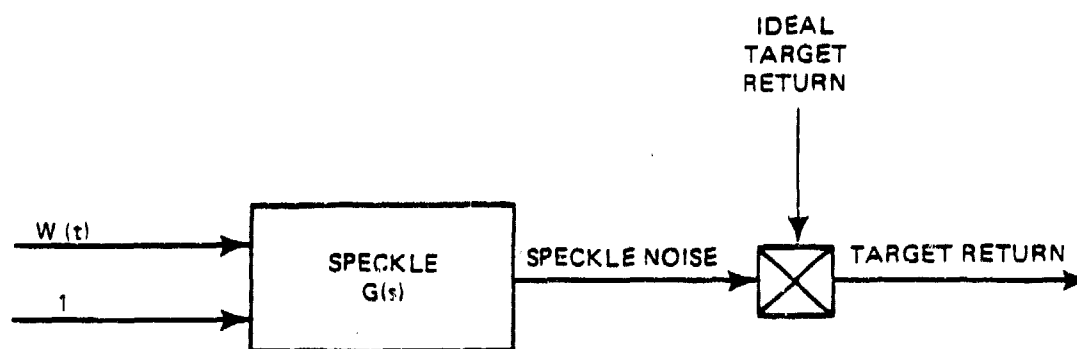 IDEAL
TARGET
RETURN
W (t)
1
SPECKLE
G(s)
SPECKLE NOISE
TARGET RETURN